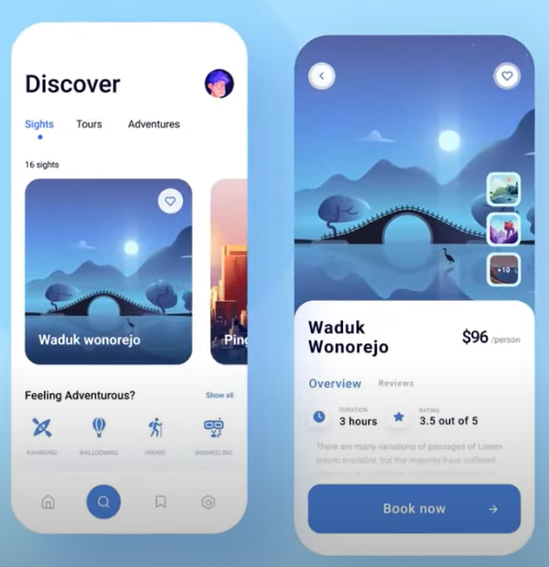 Discover
Sights Tours Adventures
16 sights
Waduk wonorejo
Ping
Feeling Adventurous? Show all
KAYAKING BALLOONING HIKING SNORKELING
+10
Waduk
Wonorejo
$96 /person
Overview Reviews
DURATION
3 hours
RATING
3.5 out of 5
There are many variations of passages of Lorem
Ipsum available, but the majority have suffered
Book now